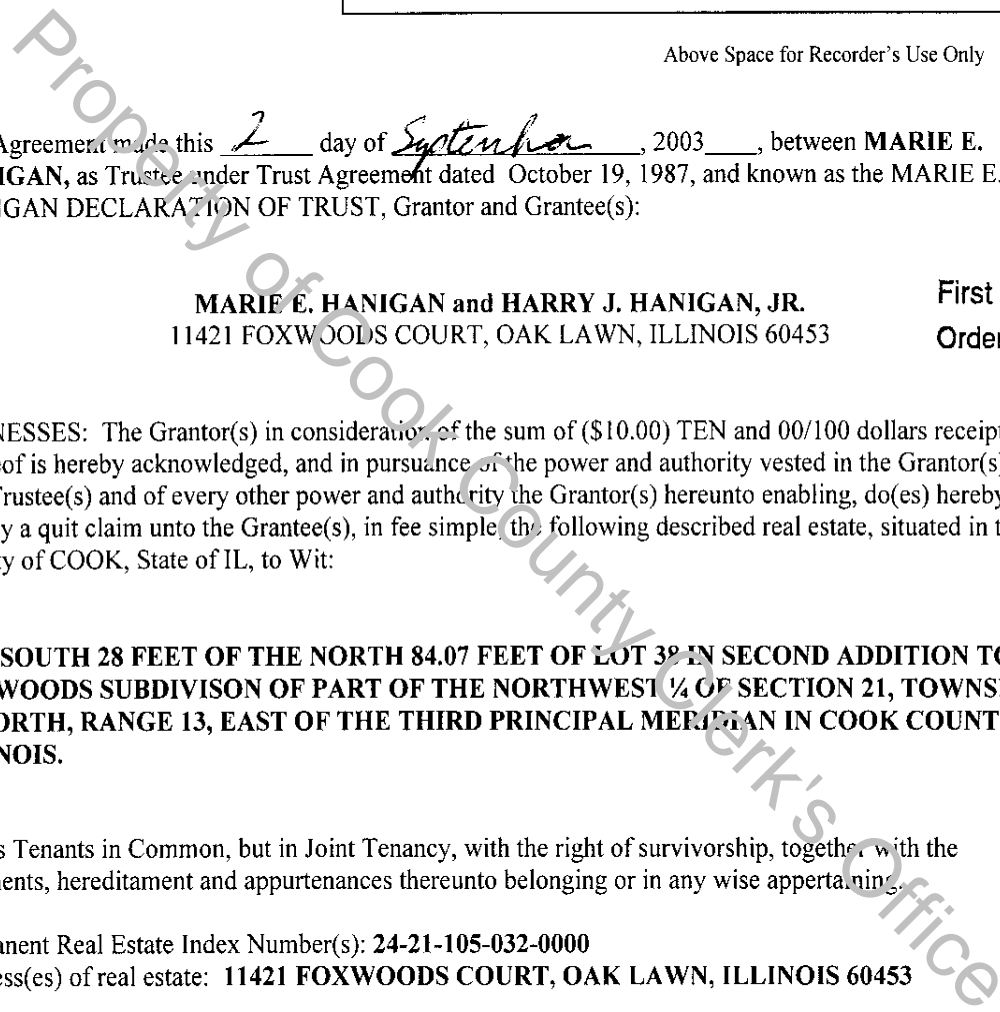 Above Space for Recorder's Use Only
Agreement made this 2 day of September, 2003____, between MARIE E.
IGAN, as Trustee under Trust Agreement dated October 19, 1987, and known as the MARIE E.
GAN DECLARATION OF TRUST, Grantor and Grantee(s):
MARIE E. HANIGAN and HARRY J. HANIGAN, JR.
11421 FOXWOODS COURT, OAK LAWN, ILLINOIS 60453
First
Order
NESSES: The Grantor(s) in consideration of the sum of ($10.00) TEN and 00/100 dollars receipt
of is hereby acknowledged, and in pursuance of the power and authority vested in the Grantor(s)
Trustee(s) and of every other power and authority the Grantor(s) hereunto enabling, do(es) hereby
y a quit claim unto the Grantee(s), in fee simple, the following described real estate, situated in t
y of COOK, State of IL, to Wit:
SOUTH 28 FEET OF THE NORTH 84.07 FEET OF LOT 38 IN SECOND ADDITION TO
WOODS SUBDIVISON OF PART OF THE NORTHWEST ¼ OF SECTION 21, TOWNS
ORTH, RANGE 13, EAST OF THE THIRD PRINCIPAL MERIDIAN IN COOK COUNT
NOIS.
s Tenants in Common, but in Joint Tenancy, with the right of survivorship, together with the
ents, hereditament and appurtenances thereunto belonging or in any wise appertaining.
anent Real Estate Index Number(s): 24-21-105-032-0000
ess(es) of real estate: 11421 FOXWOODS COURT, OAK LAWN, ILLINOIS 60453
Property of Cook County Clerk's Office